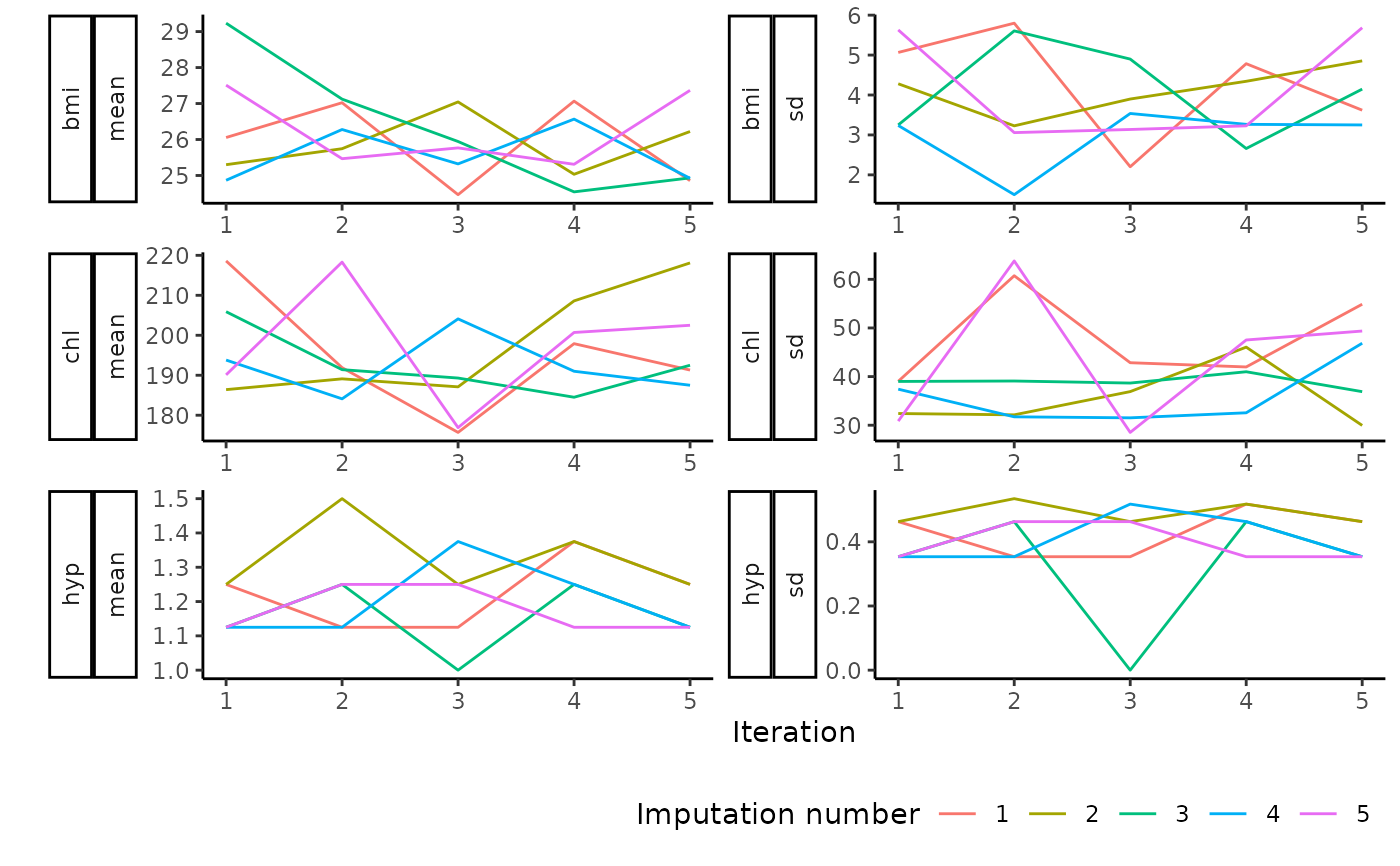 bmi mean 29 28 27 26 25 1 2 3 4 5
bmi sd 6 5 4 3 2 1 2 3 4 5
chl mean 220 210 200 190 180 1 2 3 4 5
chl sd 60 50 40 30 1 2 3 4 5
hyp mean 1.5 1.4 1.3 1.2 1.1 1.0 1 2 3 4 5
hyp sd 0.4 0.2 0.0 1 2 3 4 5
Iteration
Imputation number 1 2 3 4 5